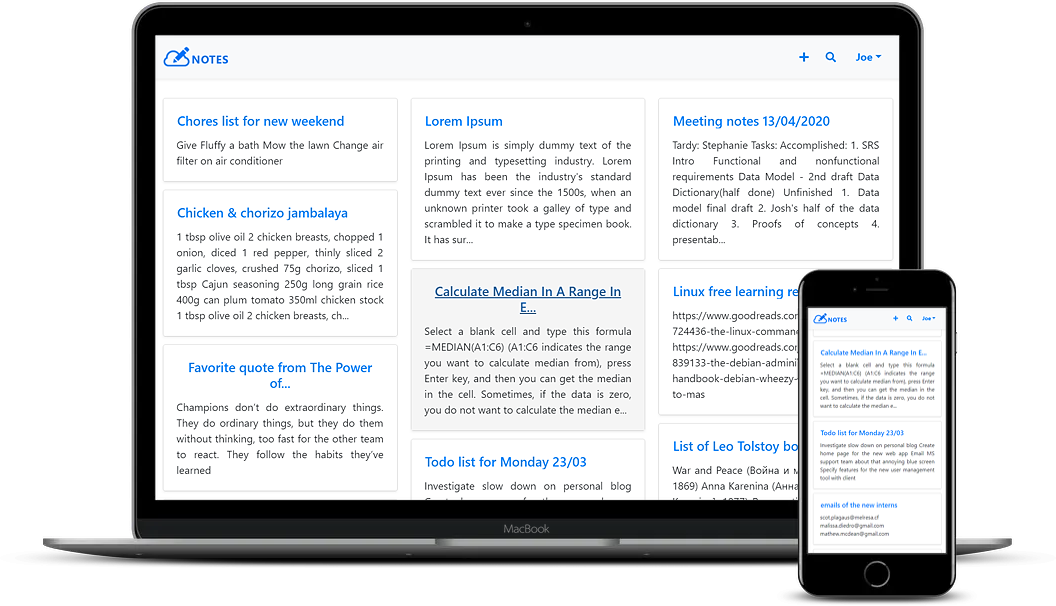 NOTES
Joe
Chores list for new weekend
Give Fluffy a bath Mow the lawn Change air
filter on air conditioner
Chicken & chorizo jambalaya
1 tbsp olive oil 2 chicken breasts, chopped 1
onion, diced 1 red pepper, thinly sliced 2
garlic cloves, crushed 75g chorizo, sliced 1
tbsp Cajun seasoning 250g long grain rice
400g can plum tomato 350ml chicken stock
1 tbsp olive oil 2 chicken breasts, ch...
Favorite quote from The Power
of...
Champions don't do extraordinary things.
They do ordinary things, but they do them
without thinking, too fast for the other team
to react. They follow the habits they've
learned
Lorem Ipsum
Lorem Ipsum is simply dummy text of the
printing and typesetting industry. Lorem
Ipsum has been the industry's standard
dummy text ever since the 1500s, when an
unknown printer took a galley of type and
scrambled it to make a type specimen book.
It has sur...
Calculate Median In A Range In
E...
Select a blank cell and type this formula
=MEDIAN(A1:C6) (A1:C6 indicates the range
you want to calculate median from), press
Enter key, and then you can get the median
in the cell. Sometimes, if the data is zero,
you do not want to calculate the median e...
Todo list for Monday 23/03
Investigate slow down on personal blog
Meeting notes 13/04/2020
Tardy: Stephanie Tasks: Accomplished: 1. SRS
Intro Functional and nonfunctional
requirements Data Model - 2nd draft Data
Dictionary(half done) Unfinished 1. Data
model final draft 2. Josh's half of the data
dictionary 3. Proofs of concepts 4.
presentab...
Linux free learning re
https://www.goodreads.co
724436-the-linux-comman
https://www.goodreads.co
839133-the-debian-admini
handbook-debian-wheezy-
to-mas
List of Leo Tolstoy bo
War and Peace (Война и м
1869) Anna Karenina (Анна
MacBook
NOTES
Joe
Calculate Median In A Range In E...
Select a blank cell and type this formula
=MEDIAN(A1:C6) (A1:C6 indicates the range
you want to calculate median from), press
Enter key, and then you can get the median
in the cell. Sometimes, if the data is zero,
you do not want to calculate the median e...
Todo list for Monday 23/03
Investigate slow down on personal blog Create
home page for the new web app Email MS
support team about that annoying blue screen
Specify features for the new user management
tool with client
emails of the new interns
scot.plagaus@melresa.cf
malissa.diedro@gmail.com
mathew.mcdean@gmail.com